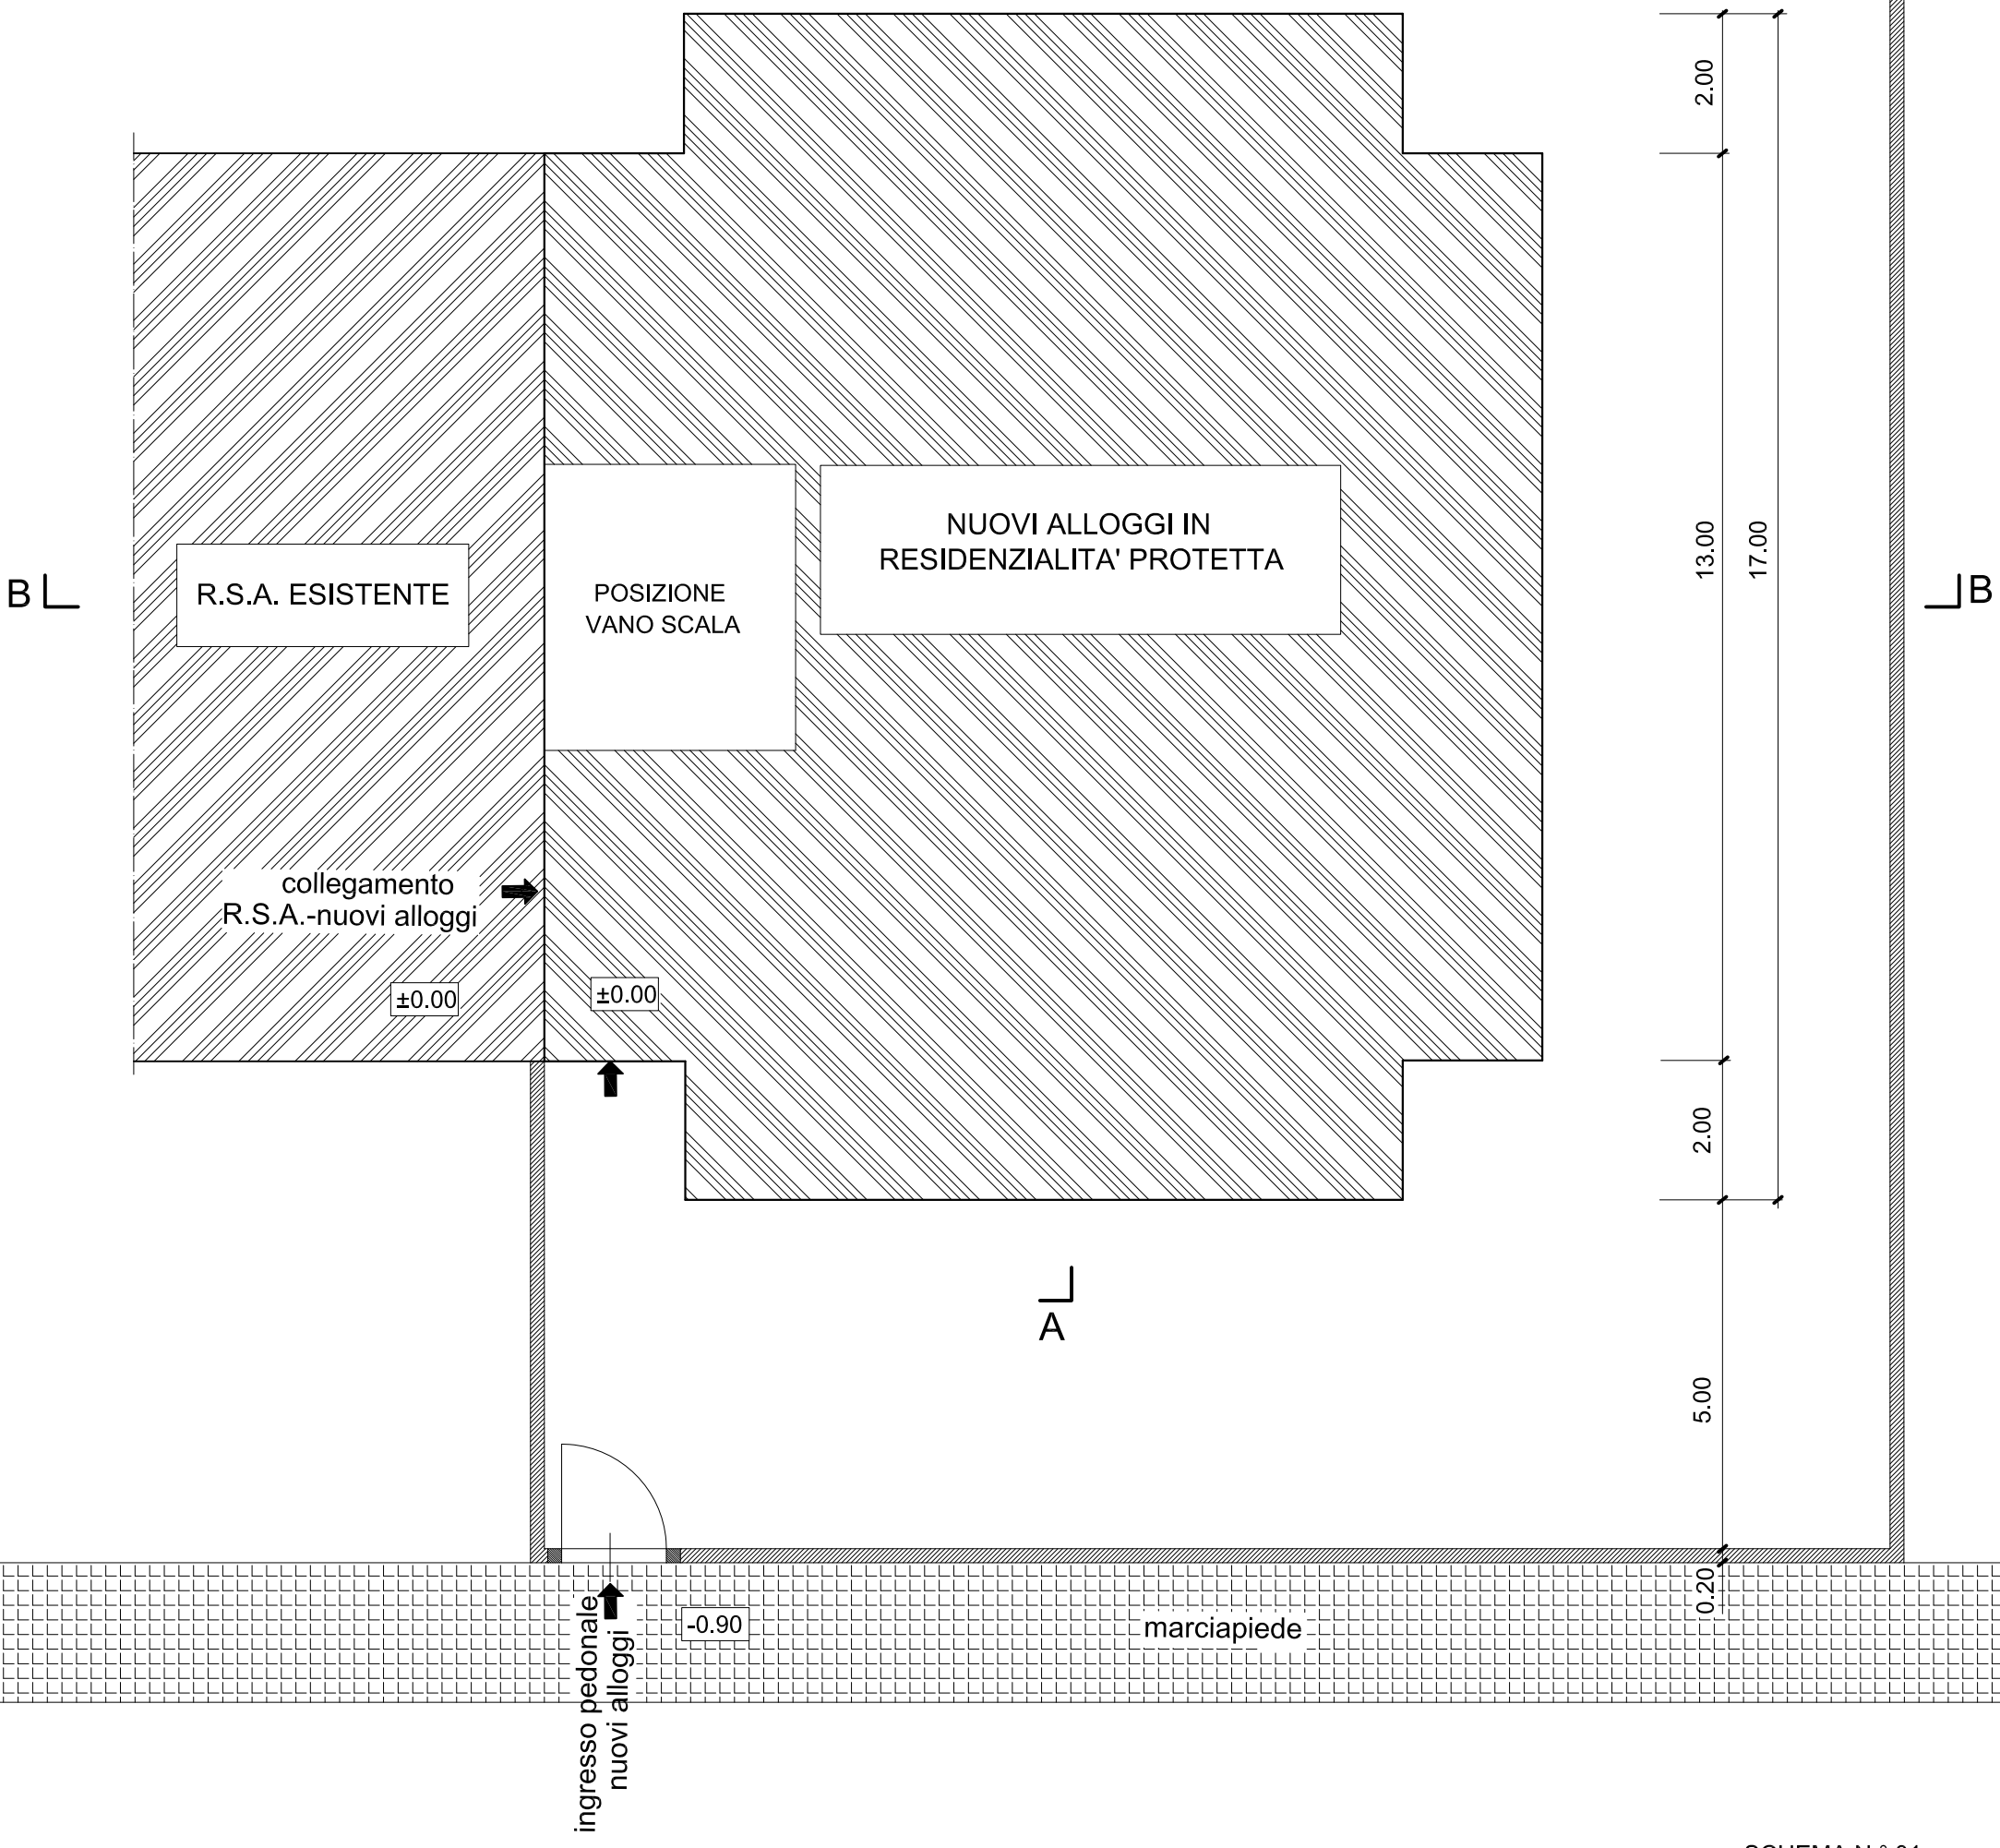 2.00
NUOVI ALLOGGI IN
RESIDENZIALITA' PROTETTA
13.00
17.00
B
R.S.A. ESISTENTE
POSIZIONE
VANO SCALA
B
collegamento
R.S.A.-nuovi alloggi
±0.00
±0.00
2.00
A
5.00
0.20
ingresso pedonale
nuovi alloggi
-0.90
marciapiede